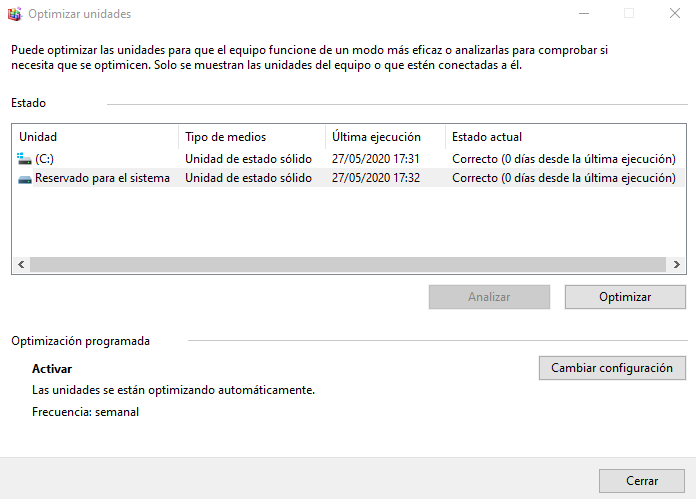 Optimizar unidades
Puede optimizar las unidades para que el equipo funcione de un modo más eficaz o analizarlas para comprobar si
necesita que se optimicen. Solo se muestran las unidades del equipo o que estén conectadas a él.
Estado
Unidad Tipo de medios Última ejecución Estado actual
(C:) Unidad de estado sólido 27/05/2020 17:31 Correcto (0 días desde la última ejecución)
Reservado para el sistema Unidad de estado sólido 27/05/2020 17:32 Correcto (0 días desde la última ejecución)
Analizar Optimizar
Optimización programada
Activar Cambiar configuración
Las unidades se están optimizando automáticamente.
Frecuencia: semanal
Cerrar